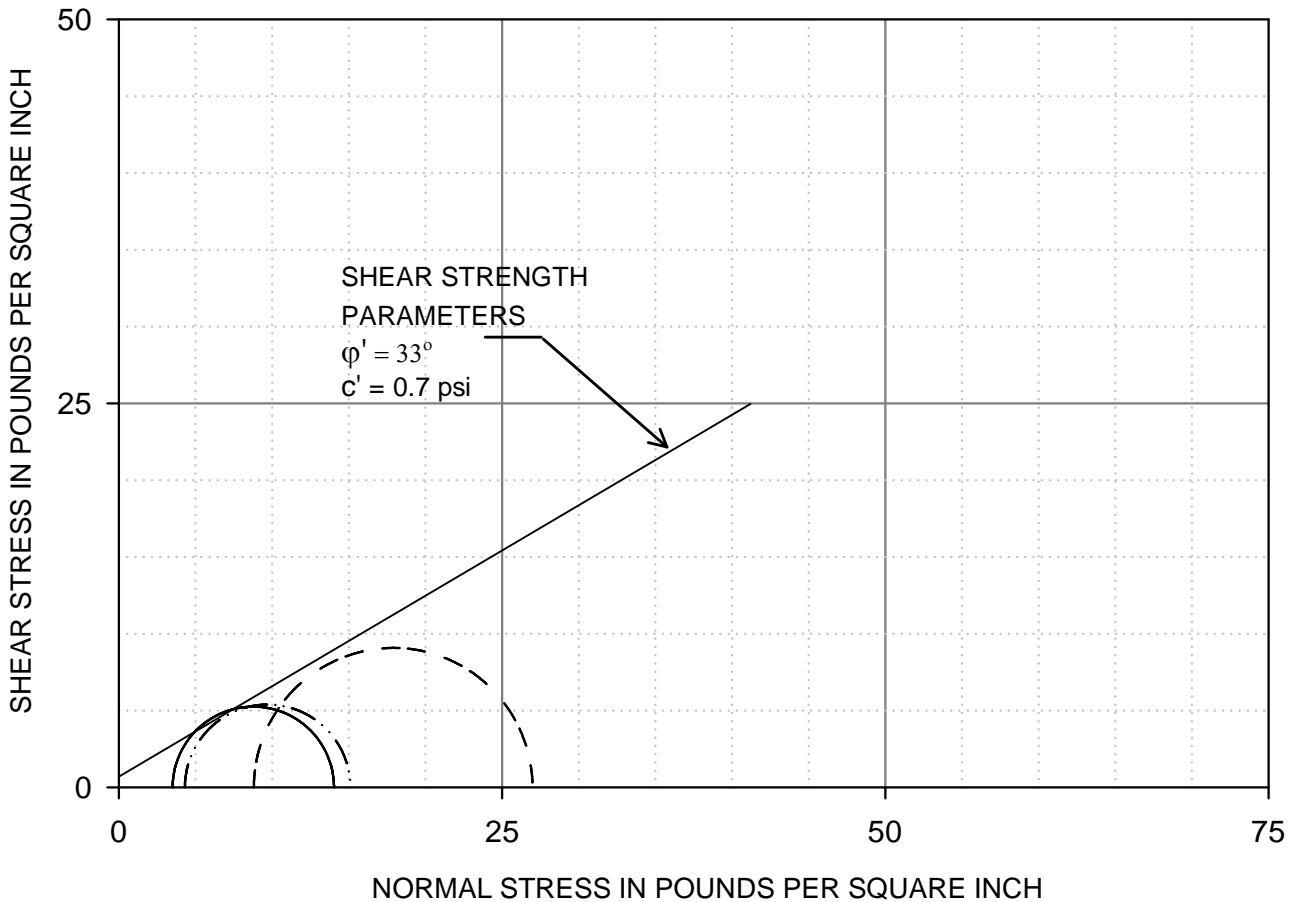 50
25
0
0
25
50
75
SHEAR STRESS IN POUNDS PER SQUARE INCH
SHEAR STRENGTH
PARAMETERS
φ' = 33°
c' = 0.7 psi
NORMAL STRESS IN POUNDS PER SQUARE INCH